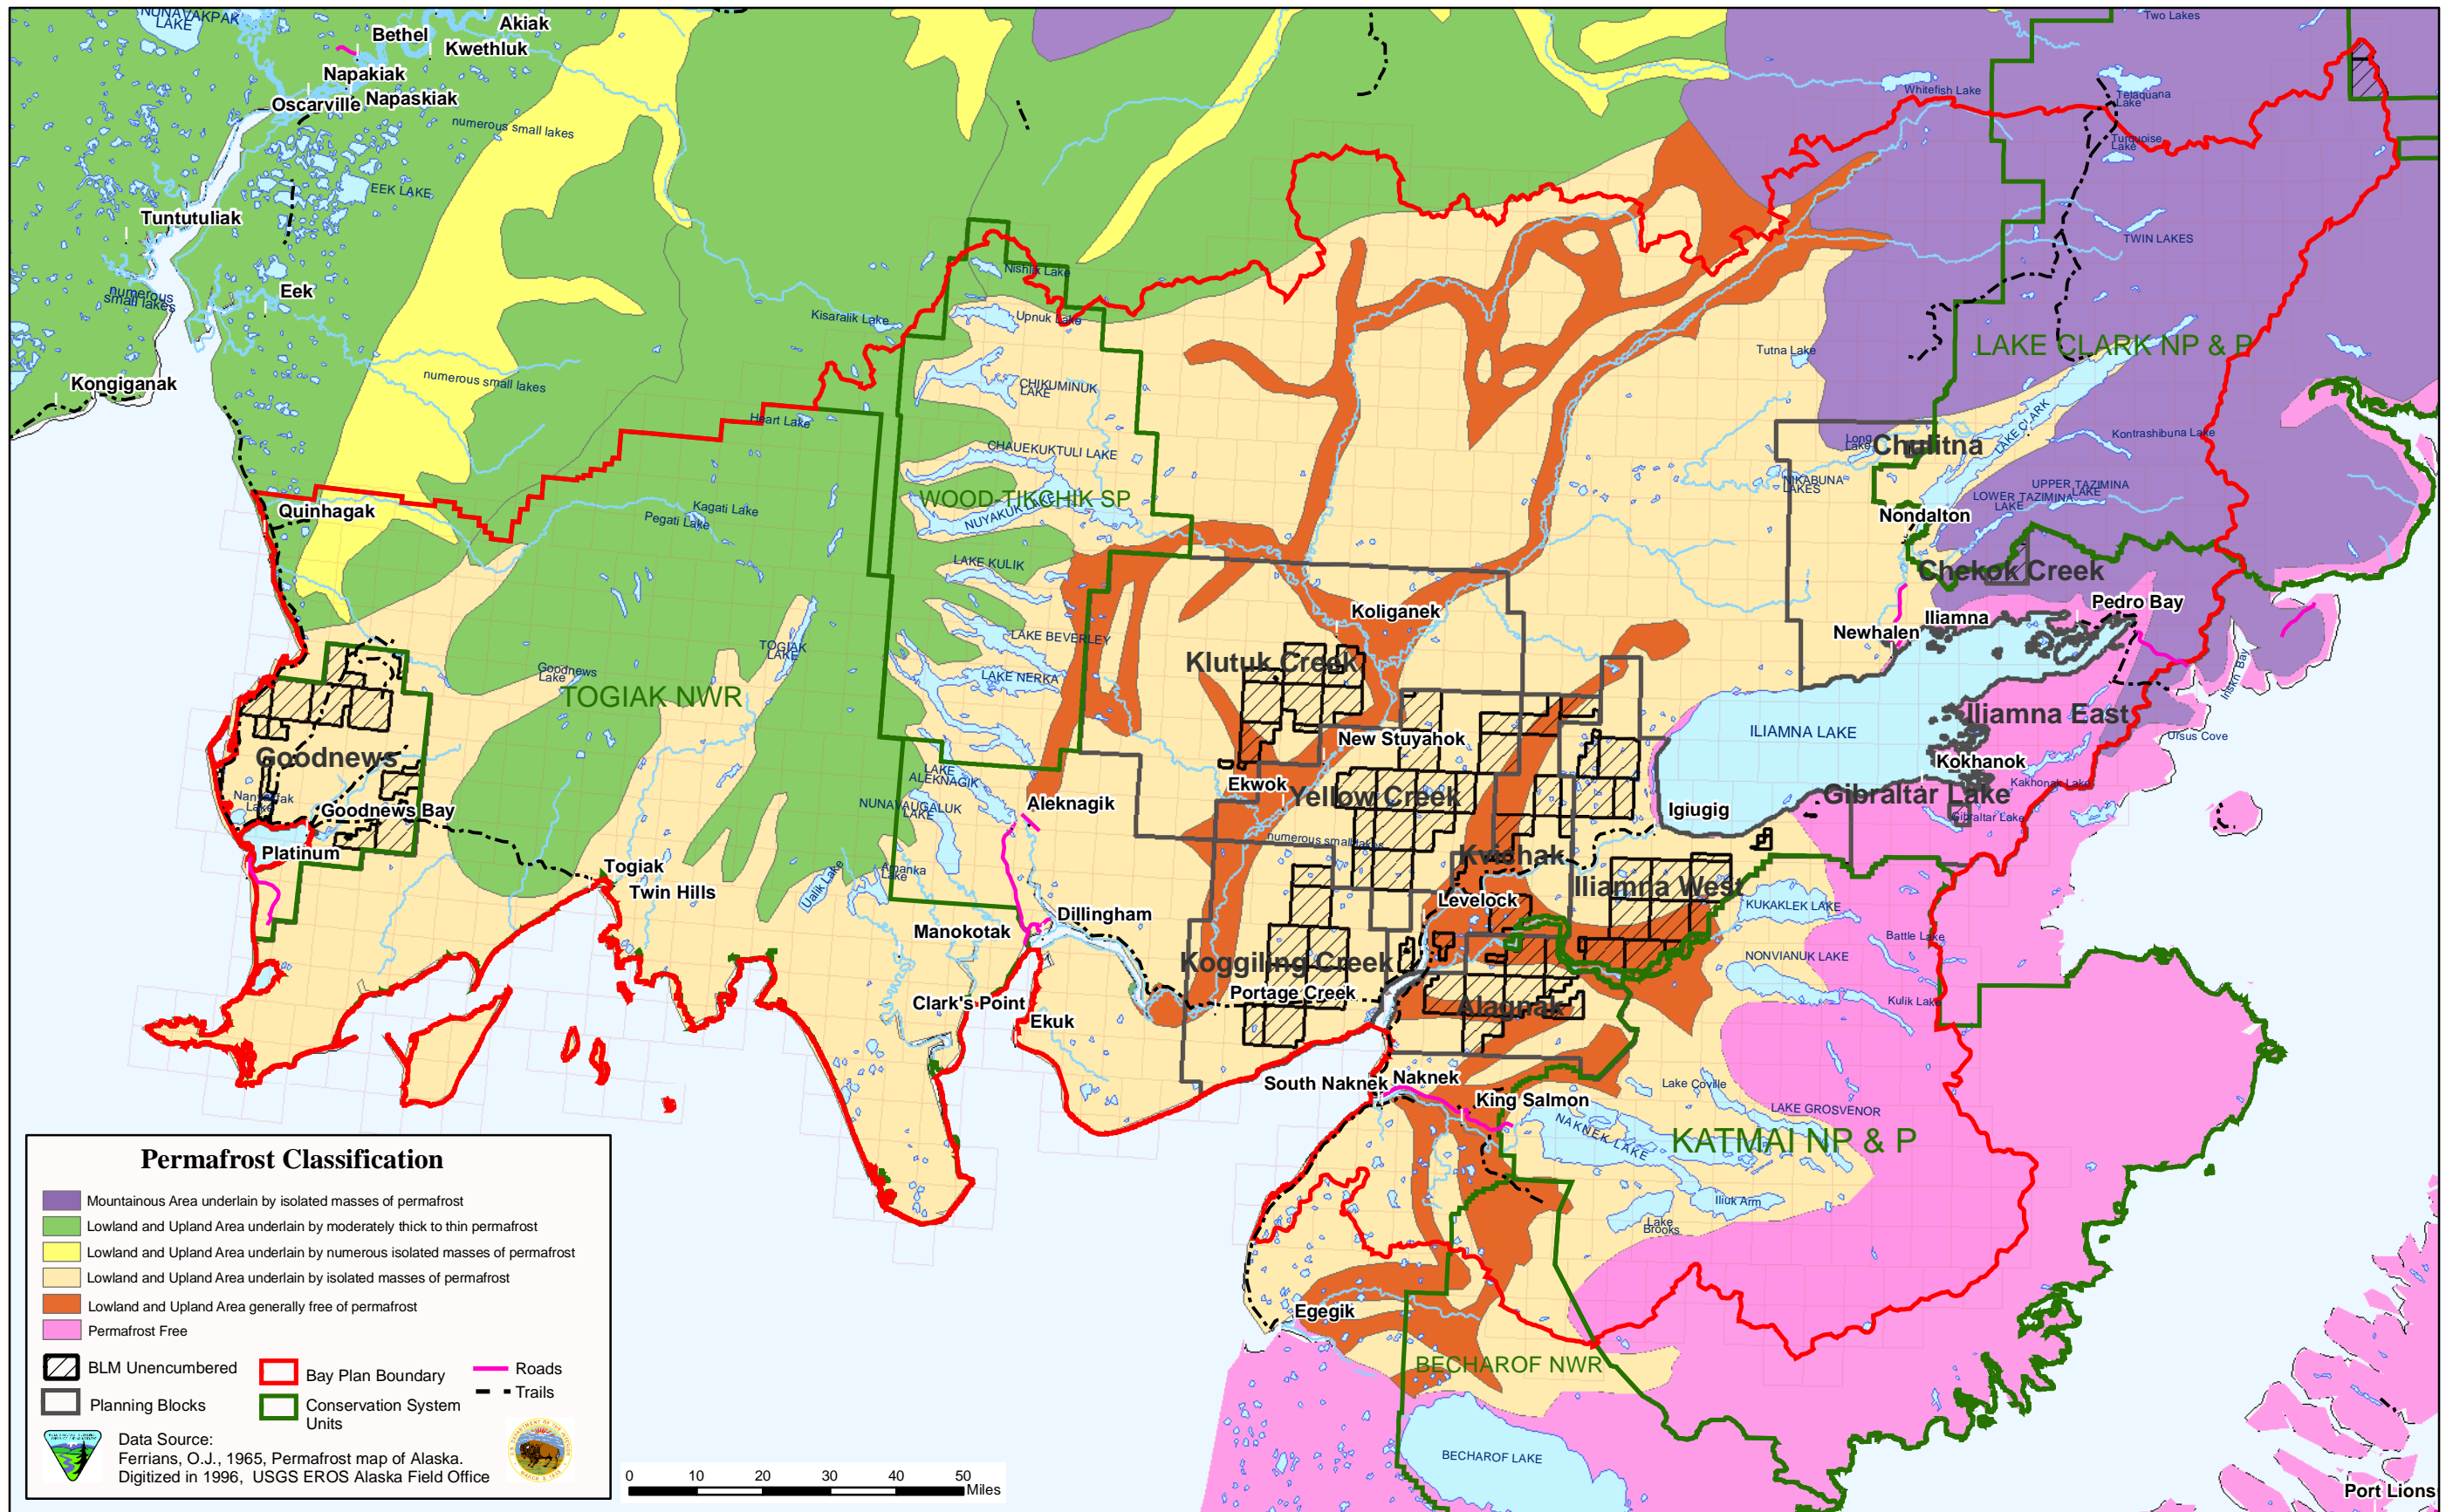 NUNAVAKPAK
LAKE
Akiak
Bethel
Kwethluk
Napakiak
Oscarville
Napaskiak
numerous small lakes
EEK LAKE
Tuntutuliak
numerous
small lakes
Eek
Kongiganak
numerous small lakes
Two Lakes
Whitefish Lake
Telaquana
Lake
Turquoise
Lake
TWIN LAKES
Nishlik Lake
Kisaralik Lake
Upnuk Lake
Tutna Lake
LAKE CLARK NP & P
CHIKUMINUK
LAKE
Heart Lake
CHAUEKUKTULI LAKE
Long
Lake
Chulitna
LAKE CLARK
Kontrashibuna Lake
WOOD-TIKCHIK SP
NUYAKUK LAKE
NIKABUNA
LAKES
UPPER TAZIMINA
LAKE
LOWER TAZIMINA
LAKE
Quinhagak
Kagati Lake
Pegati Lake
Nondalton
LAKE KULIK
Chekok Creek
Koliganek
Pedro Bay
Iliamna
Newhalen
LAKE BEVERLEY
TOGIAK
LAKE
Goodnews
Lake
TOGIAK NWR
LAKE NERKA
Klutuk Creek
Iniskn Bay
Iliamna East
ILIAMNA LAKE
Ursus Cove
New Stuyahok
Goodnews
LAKE
ALEKNAGIK
Kokhanok
Kakhonak Lake
Ekwok
Yellow Creek
Gibraltar Lake
Gibraltar Lake
Nanvakfak
Lake
Goodnews Bay
NUNAVAUGALUK
LAKE
Aleknagik
Igiugig
numerous small lakes
Platinum
Kvichak
Togiak
Twin Hills
Ualik Lake
Amanka
Lake
Iliamna West
Levelock
KUKAKLEK LAKE
Dillingham
Manokotak
Battle Lake
NONVIANUK LAKE
Koggiling Creek
Portage Creek
Clark's Point
Alagnak
Kulik Lake
Ekuk
South Naknek
Naknek
King Salmon
Lake Coville
LAKE GROSVENOR
NAKNEK LAKE
KATMAI NP & P
Iliuk Arm
Lake
Brooks
Egegik
BECHAROF NWR
BECHAROF LAKE
Port Lions
Permafrost Classification
Mountainous Area underlain by isolated masses of permafrost
Lowland and Upland Area underlain by moderately thick to thin permafrost
Lowland and Upland Area underlain by numerous isolated masses of permafrost
Lowland and Upland Area underlain by isolated masses of permafrost
Lowland and Upland Area generally free of permafrost
Permafrost Free
BLM Unencumbered
Bay Plan Boundary
Roads
Trails
Planning Blocks
Conservation System
Units
Data Source:
Ferrians, O.J., 1965, Permafrost map of Alaska.
Digitized in 1996, USGS EROS Alaska Field Office
0 10 20 30 40 50
Miles